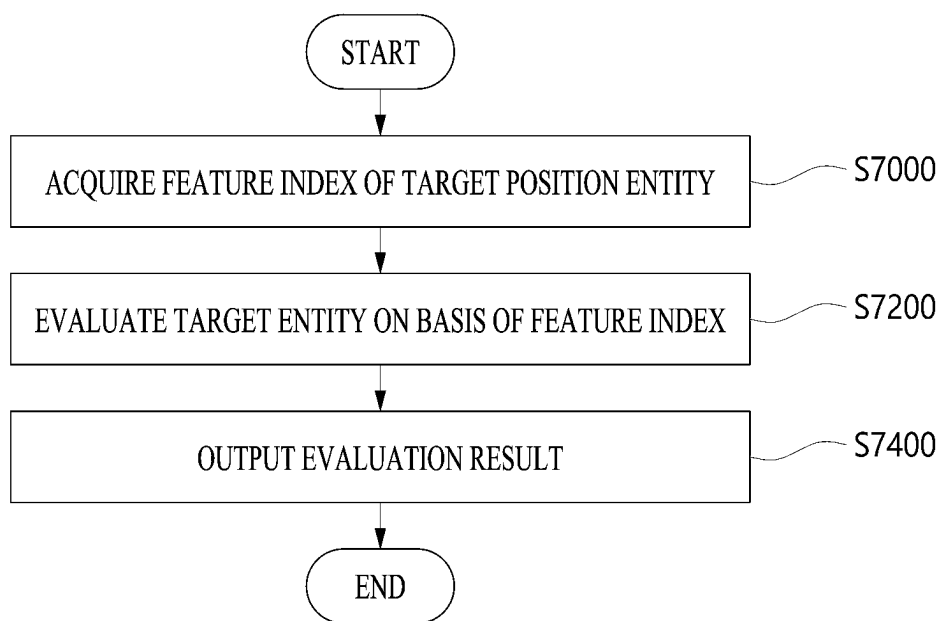 START
ACQUIRE FEATURE INDEX OF TARGET POSITION ENTITY
S7000
EVALUATE TARGET ENTITY ON BASIS OF FEATURE INDEX
S7200
OUTPUT EVALUATION RESULT
S7400
END